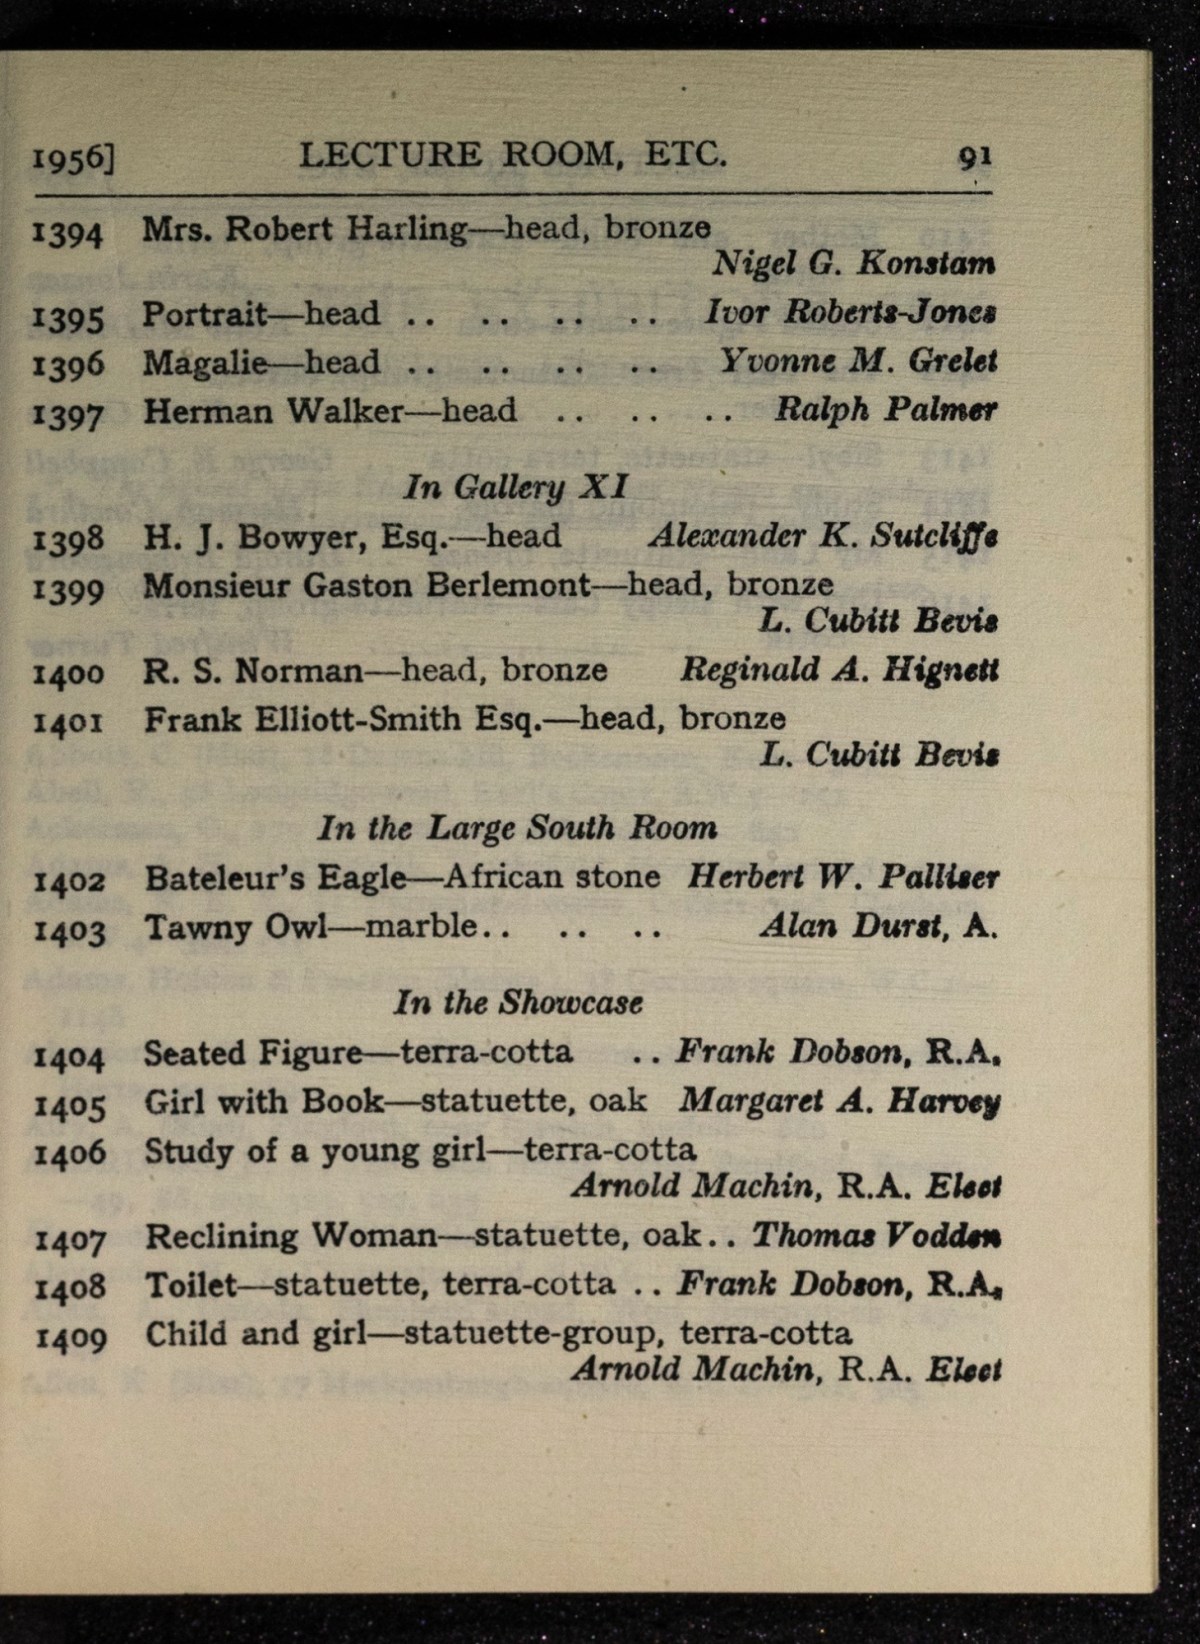 1956] LECTURE ROOM, ETC. 91
1394 Mrs. Robert Harling—head, bronze
Nigel G. Konstam
1395 Portrait—head .. .. .. .. Ivor Roberts-Jones
1396 Magalie—head .. .. .. .. Yvonne M. Grelet
1397 Herman Walker—head .. .. .. Ralph Palmer
In Gallery XI
1398 H. J. Bowyer, Esq.—head Alexander K. Sutcliffe
1399 Monsieur Gaston Berlemont—head, bronze
L. Cubitt Bevis
1400 R. S. Norman—head, bronze Reginald A. Hignett
1401 Frank Elliott-Smith Esq.—head, bronze
L. Cubitt Bevis
In the Large South Room
1402 Bateleur's Eagle—African stone Herbert W. Palliser
1403 Tawny Owl—marble.. .. .. Alan Durst, A.
In the Showcase
1404 Seated Figure—terra-cotta .. Frank Dobson, R.A.
1405 Girl with Book—statuette, oak Margaret A. Harvey
1406 Study of a young girl—terra-cotta
Arnold Machin, R.A. Elect
1407 Reclining Woman—statuette, oak.. Thomas Vodden
1408 Toilet—statuette, terra-cotta .. Frank Dobson, R.A.
1409 Child and girl—statuette-group, terra-cotta
Arnold Machin, R.A. Elect